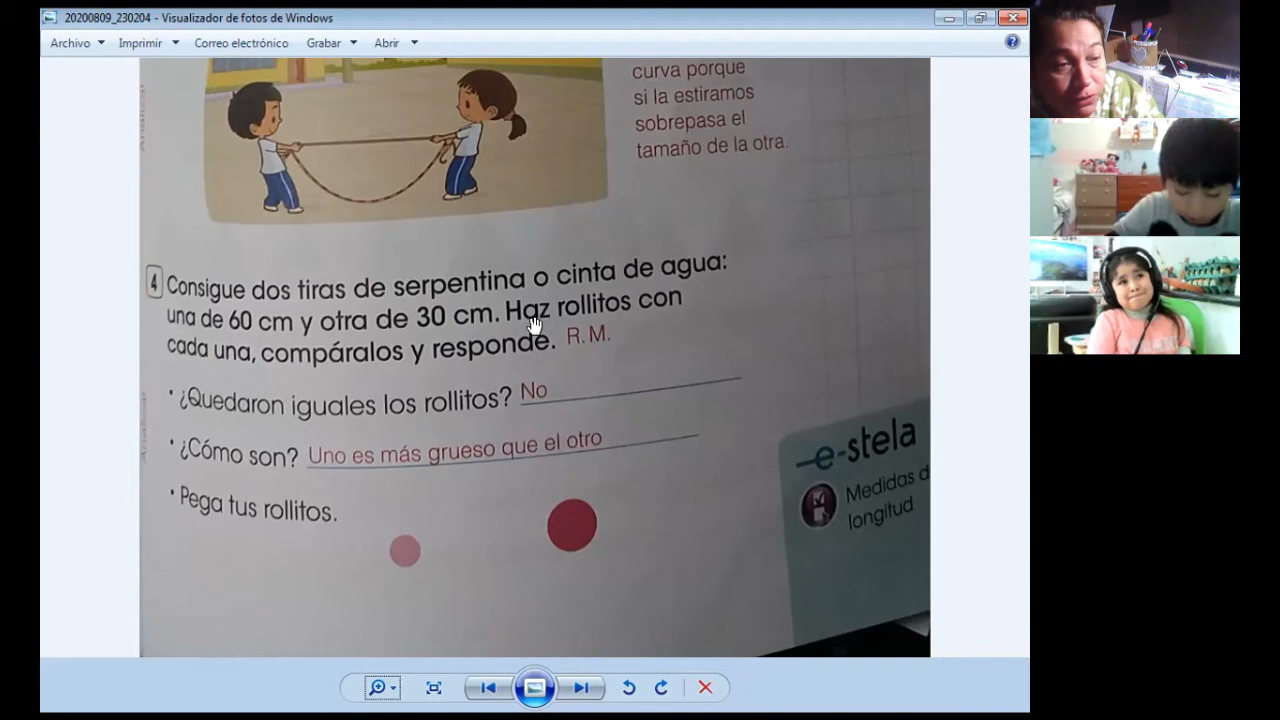 20200809_230204 - Visualizador de fotos de Windows
Archivo Imprimir Correo electrónico Grabar Abrir
curva porque
si la estiramos
sobrepasa el
tamaño de la otra.
4 Consigue dos tiras de serpentina o cinta de agua:
una de 60 cm y otra de 30 cm. Haz rollitos con
cada una, compáralos y responde. R.M.
• ¿Quedaron iguales los rollitos? No
• ¿Cómo son? Uno es más grueso que el otro
• Pega tus rollitos.
e-stela
Medidas d
longitud